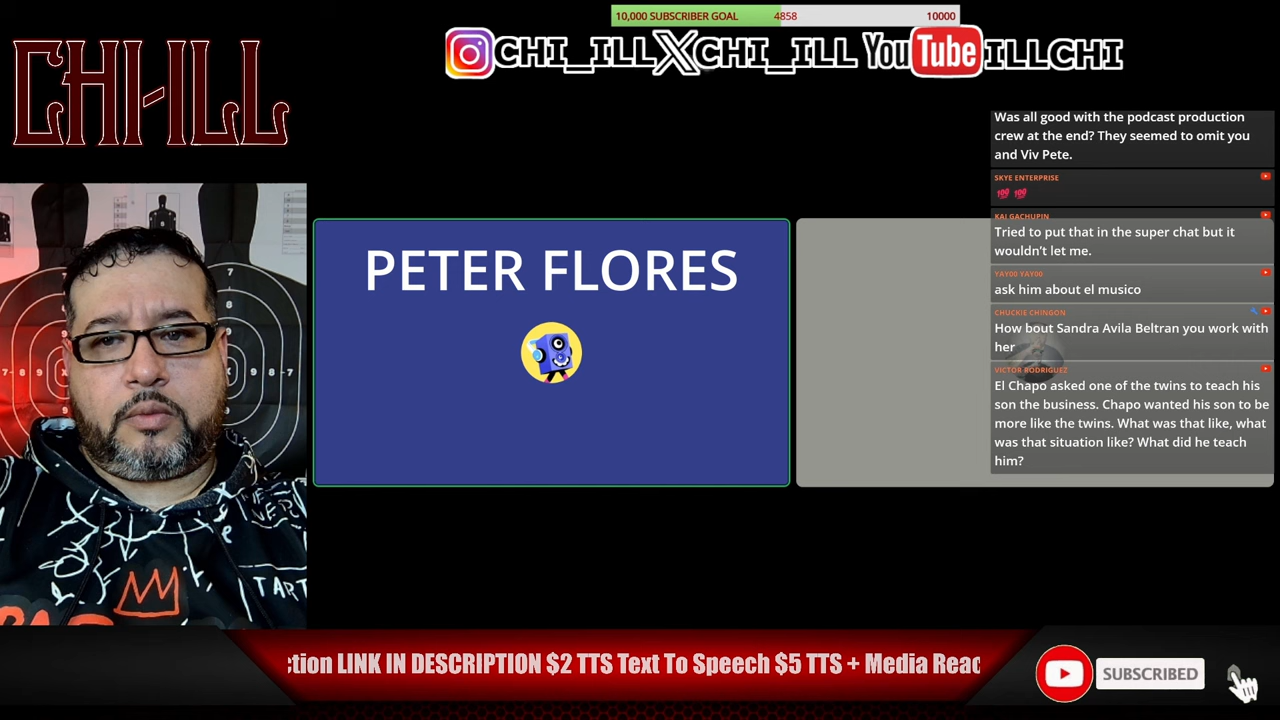 10,000 SUBSCRIBER GOAL 4858 10000
CHI-ILL
CHI_ILL X CHI_ILL YouTube ILLCHI
Was all good with the podcast production
crew at the end? They seemed to omit you
and Viv Pete.
SKYE ENTERPRISE
💯 💯
KAI GACHUPIN
Tried to put that in the super chat but it
wouldn't let me.
YAY00 YAY00
ask him about el musico
CHUCKIE CHINGON
How bout Sandra Avila Beltran you work with
her
VICTOR RODRIGUEZ
El Chapo asked one of the twins to teach his
son the business. Chapo wanted his son to be
more like the twins. What was that like, what
was that situation like? What did he teach
him?
PETER FLORES
ction LINK IN DESCRIPTION $2 TTS Text To Speech $5 TTS + Media Reac
SUBSCRIBED